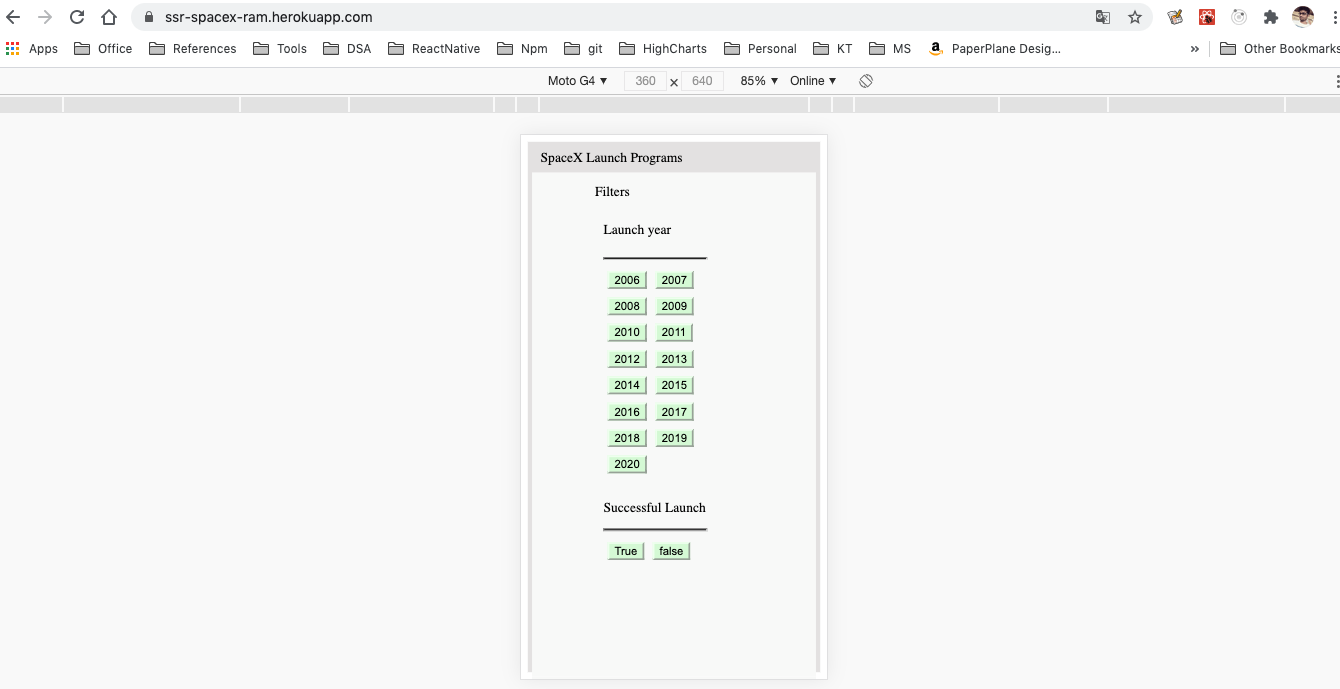 ssr-spacex-ram.herokuapp.com
Apps Office References Tools DSA ReactNative Npm git HighCharts Personal KT MS a PaperPlane Desig... » Other Bookmarks
Moto G4 ▼ 360 x 640 85% ▼ Online ▼
SpaceX Launch Programs
Filters
Launch year
2006 2007
2008 2009
2010 2011
2012 2013
2014 2015
2016 2017
2018 2019
2020
Successful Launch
True false